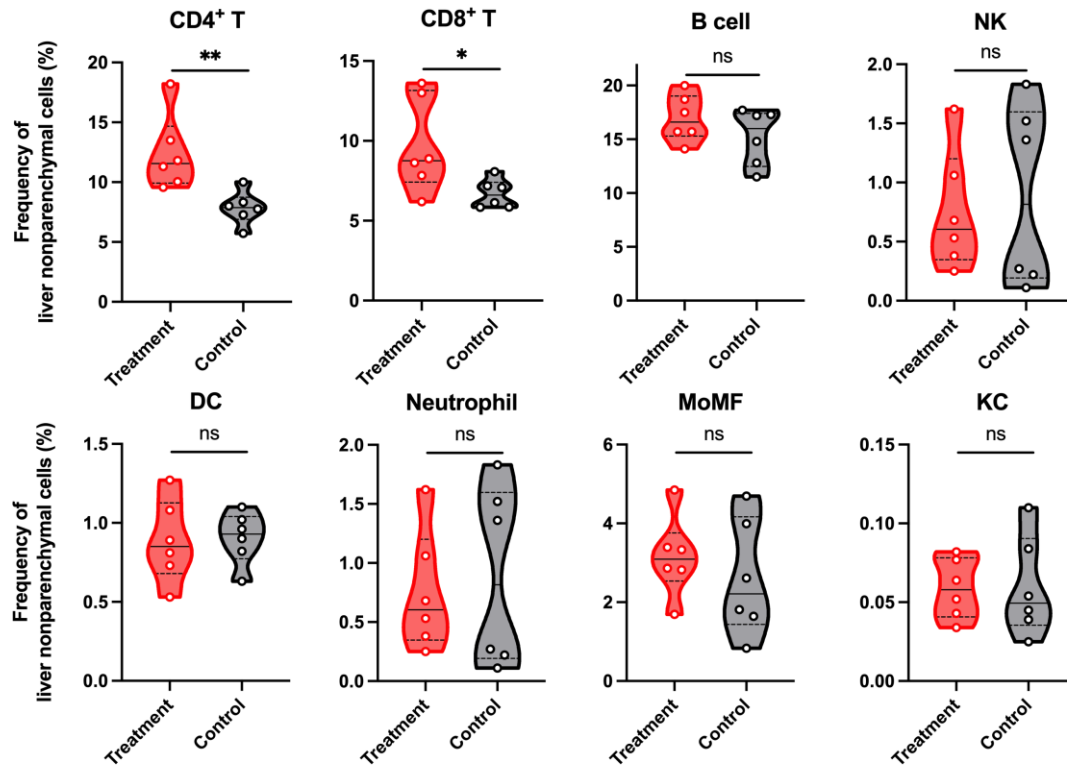 CD4+ T
CD8+ T
B cell
NK
**
*
ns
ns
Frequency of
liver nonparenchymal cells (%)
20
15
10
5
0
15
10
5
0
20
15
10
5
0
2.0
1.5
1.0
0.5
0.0
Treatment
Control
Treatment
Control
Treatment
Control
Treatment
Control
DC
Neutrophil
MoMF
KC
ns
ns
ns
ns
Frequency of
liver nonparenchymal cells (%)
1.5
1.0
0.5
0.0
2.0
1.5
1.0
0.5
0.0
6
4
2
0
0.15
0.10
0.05
0.00
Treatment
Control
Treatment
Control
Treatment
Control
Treatment
Control